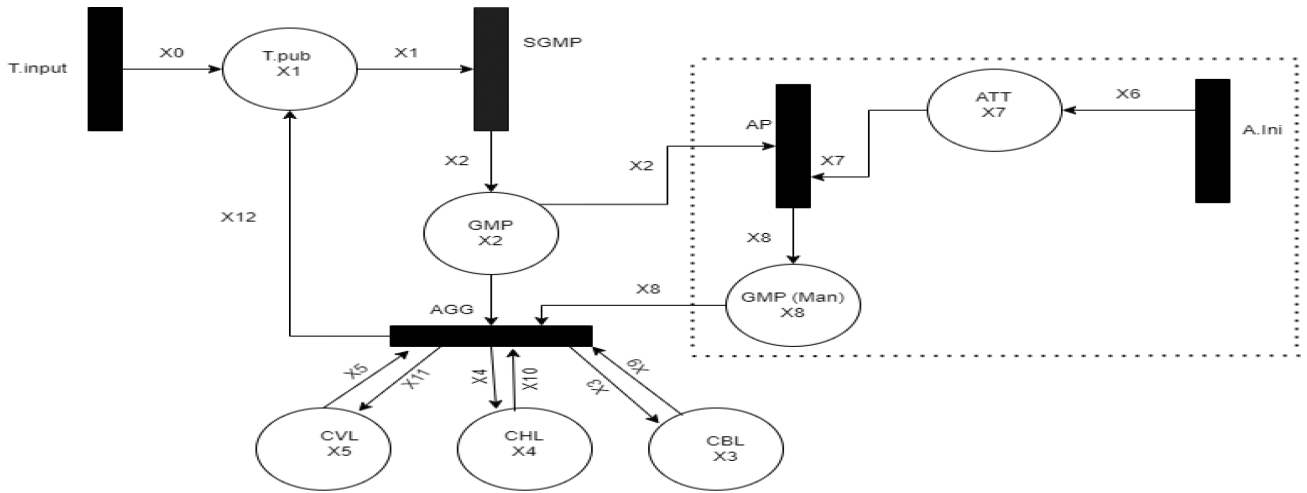 T.input
X0
T.pub
X1
X1
SGMP
X2
GMP
X2
X2
AP
X7
ATT
X7
X6
A.Ini
X8
GMP (Man)
X8
X8
X12
AGG
X5
X11
X4
X10
X3
X9
CVL
X5
CHL
X4
CBL
X3